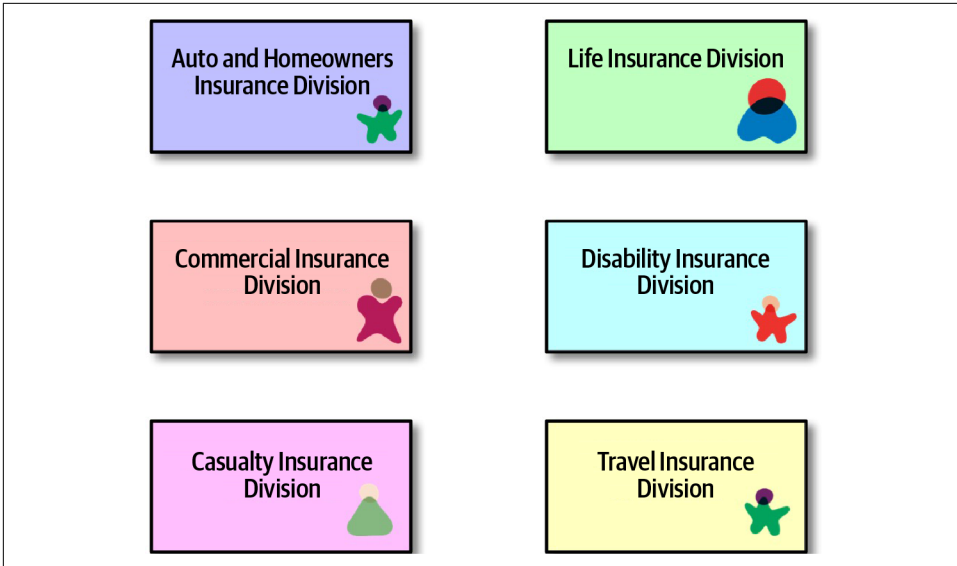 Auto and Homeowners
Insurance Division
Life Insurance Division
Commercial Insurance
Division
Disability Insurance
Division
Casualty Insurance
Division
Travel Insurance
Division